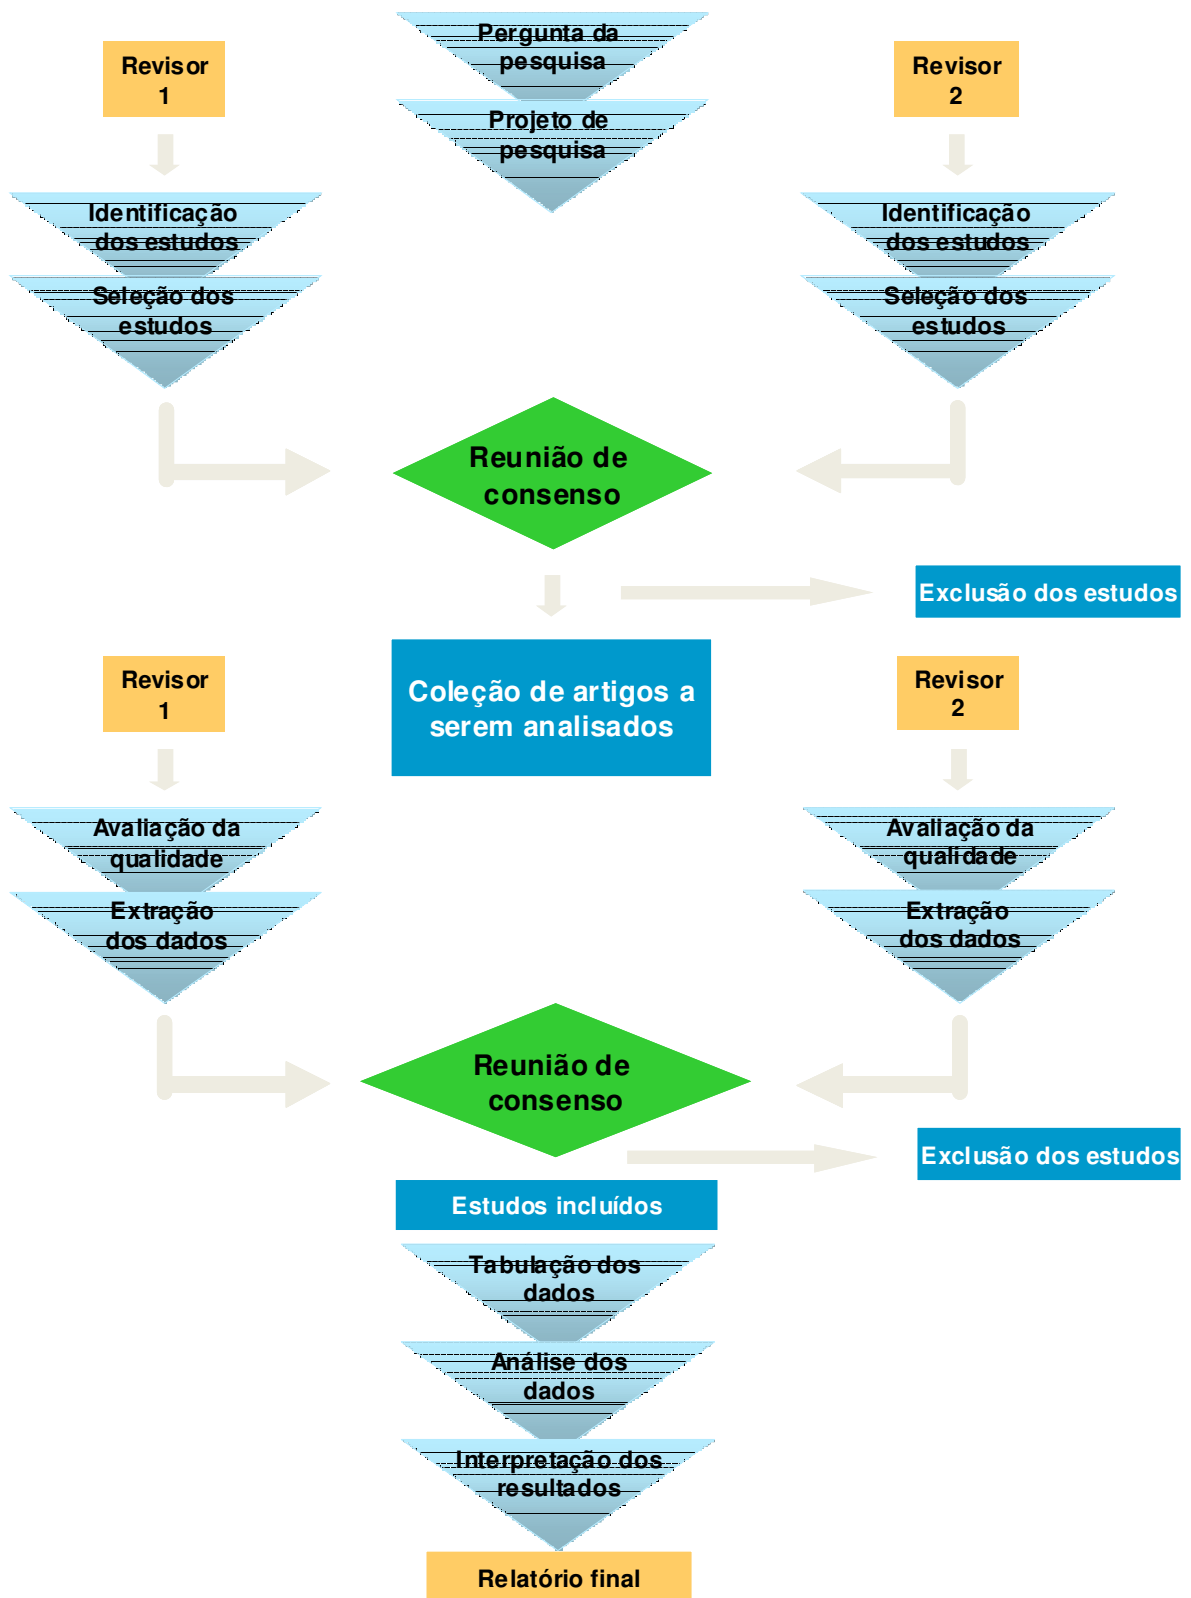 Pergunta da
pesquisa
Projeto de
pesquisa
Revisor
1
Identificação
dos estudos
Seleção dos
estudos
Revisor
2
Identificação
dos estudos
Seleção dos
estudos
Reunião de
consenso
Exclusão dos estudos
Coleção de artigos a
serem analisados
Revisor
1
Avaliação da
qualidade
Extração
dos dados
Revisor
2
Avaliação da
qualidade
Extração
dos dados
Reunião de
consenso
Exclusão dos estudos
Estudos incluídos
Tabulação dos
dados
Análise dos
dados
Interpretação dos
resultados
Relatório final